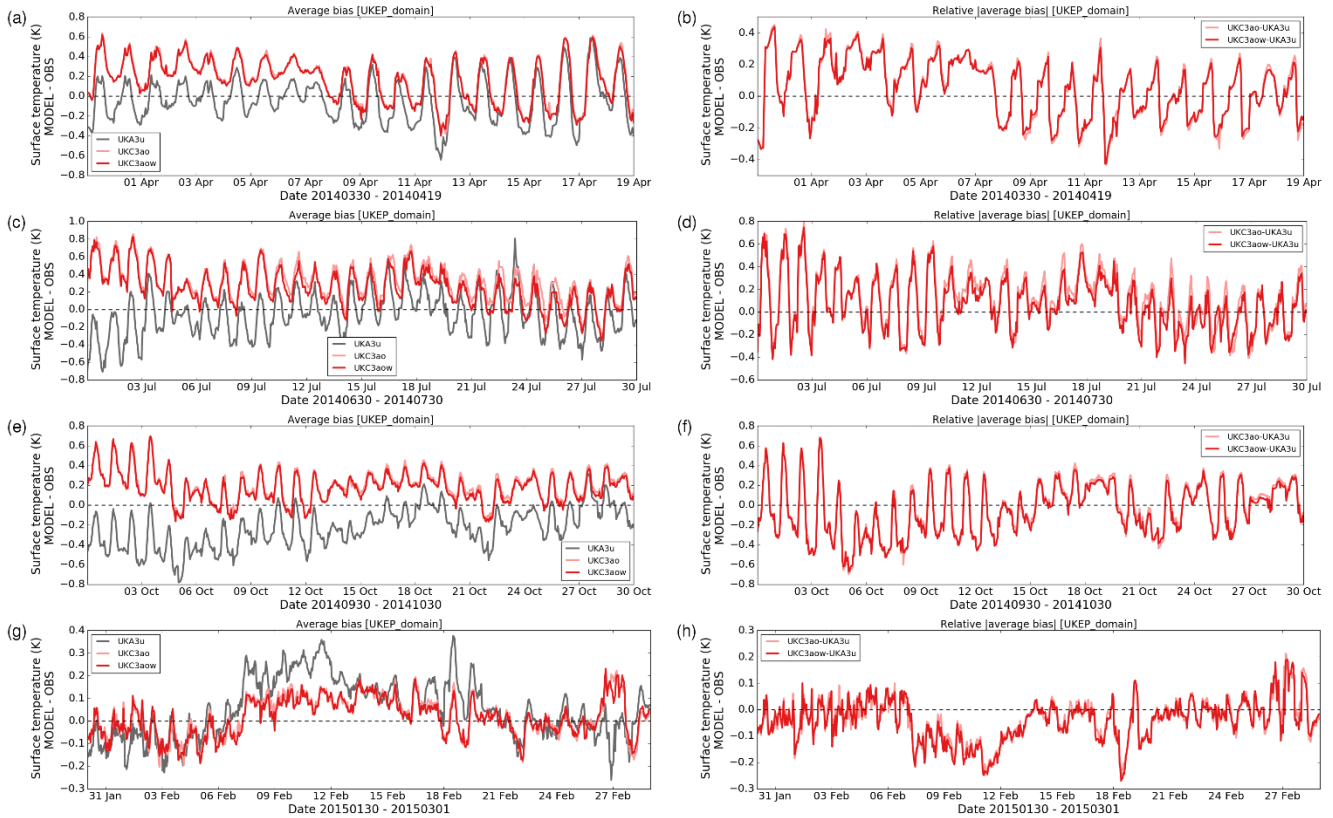 (a)
Average bias [UKEP_domain]
Surface temperature (K)
MODEL - OBS
0.8
0.6
0.4
0.2
0.0
−0.2
−0.4
−0.6
−0.8
UKA3u
UKC3ao
UKC3aow
01 Apr 03 Apr 05 Apr 07 Apr 09 Apr 11 Apr 13 Apr 15 Apr 17 Apr 19 Apr
Date 20140330 - 20140419
(b)
Relative |average bias| [UKEP_domain]
Surface temperature (K)
MODEL - OBS
0.4
0.2
0.0
−0.2
−0.4
UKC3ao-UKA3u
UKC3aow-UKA3u
01 Apr 03 Apr 05 Apr 07 Apr 09 Apr 11 Apr 13 Apr 15 Apr 17 Apr 19 Apr
Date 20140330 - 20140419
(c)
Average bias [UKEP_domain]
Surface temperature (K)
MODEL - OBS
1.0
0.8
0.6
0.4
0.2
0.0
−0.2
−0.4
−0.6
−0.8
UKA3u
UKC3ao
UKC3aow
03 Jul 06 Jul 09 Jul 12 Jul 15 Jul 18 Jul 21 Jul 24 Jul 27 Jul 30 Jul
Date 20140630 - 20140730
(d)
Relative |average bias| [UKEP_domain]
Surface temperature (K)
MODEL - OBS
0.8
0.6
0.4
0.2
0.0
−0.2
−0.4
−0.6
UKC3ao-UKA3u
UKC3aow-UKA3u
03 Jul 06 Jul 09 Jul 12 Jul 15 Jul 18 Jul 21 Jul 24 Jul 27 Jul 30 Jul
Date 20140630 - 20140730
(e)
Average bias [UKEP_domain]
Surface temperature (K)
MODEL - OBS
0.8
0.6
0.4
0.2
0.0
−0.2
−0.4
−0.6
−0.8
UKA3u
UKC3ao
UKC3aow
03 Oct 06 Oct 09 Oct 12 Oct 15 Oct 18 Oct 21 Oct 24 Oct 27 Oct 30 Oct
Date 20140930 - 20141030
(f)
Relative |average bias| [UKEP_domain]
Surface temperature (K)
MODEL - OBS
0.8
0.6
0.4
0.2
0.0
−0.2
−0.4
−0.6
−0.8
UKC3ao-UKA3u
UKC3aow-UKA3u
03 Oct 06 Oct 09 Oct 12 Oct 15 Oct 18 Oct 21 Oct 24 Oct 27 Oct 30 Oct
Date 20140930 - 20141030
(g)
Average bias [UKEP_domain]
Surface temperature (K)
MODEL - OBS
0.4
0.3
0.2
0.1
0.0
−0.1
−0.2
−0.3
UKA3u
UKC3ao
UKC3aow
31 Jan 03 Feb 06 Feb 09 Feb 12 Feb 15 Feb 18 Feb 21 Feb 24 Feb 27 Feb
Date 20150130 - 20150301
(h)
Relative |average bias| [UKEP_domain]
Surface temperature (K)
MODEL - OBS
0.3
0.2
0.1
0.0
−0.1
−0.2
−0.3
UKC3ao-UKA3u
UKC3aow-UKA3u
31 Jan 03 Feb 06 Feb 09 Feb 12 Feb 15 Feb 18 Feb 21 Feb 24 Feb 27 Feb
Date 20150130 - 20150301